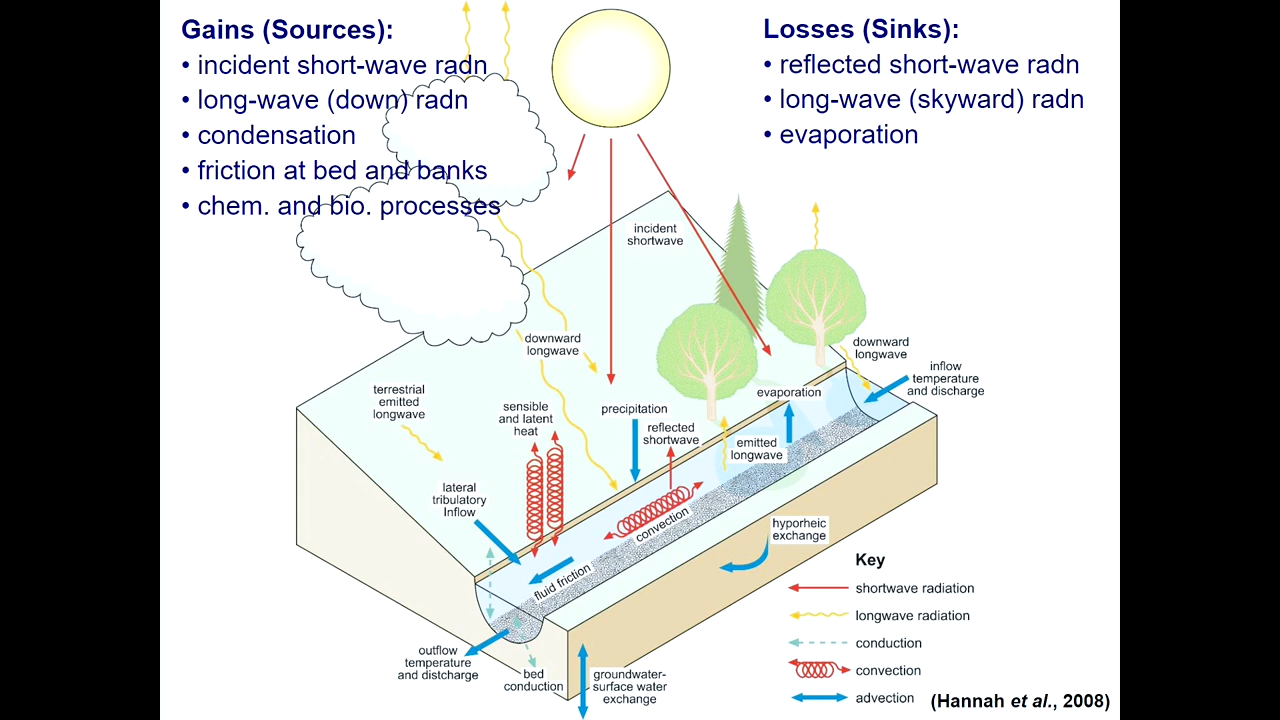 Gains (Sources):
• incident short-wave radn
• long-wave (down) radn
• condensation
• friction at bed and banks
• chem. and bio. processes
Losses (Sinks):
• reflected short-wave radn
• long-wave (skyward) radn
• evaporation
incident
shortwave
downward
longwave
downward
longwave
inflow
temperature
and discharge
terrestrial
emitted
longwave
sensible
and latent
heat
precipitation
reflected
shortwave
evaporation
emitted
longwave
lateral
tribulatory
Inflow
convection
fluid friction
hyporheic
exchange
outflow
temperature
and distcharge
bed
conduction
groundwater-
surface water
exchange
Key
shortwave radiation
longwave radiation
conduction
convection
advection
(Hannah et al., 2008)